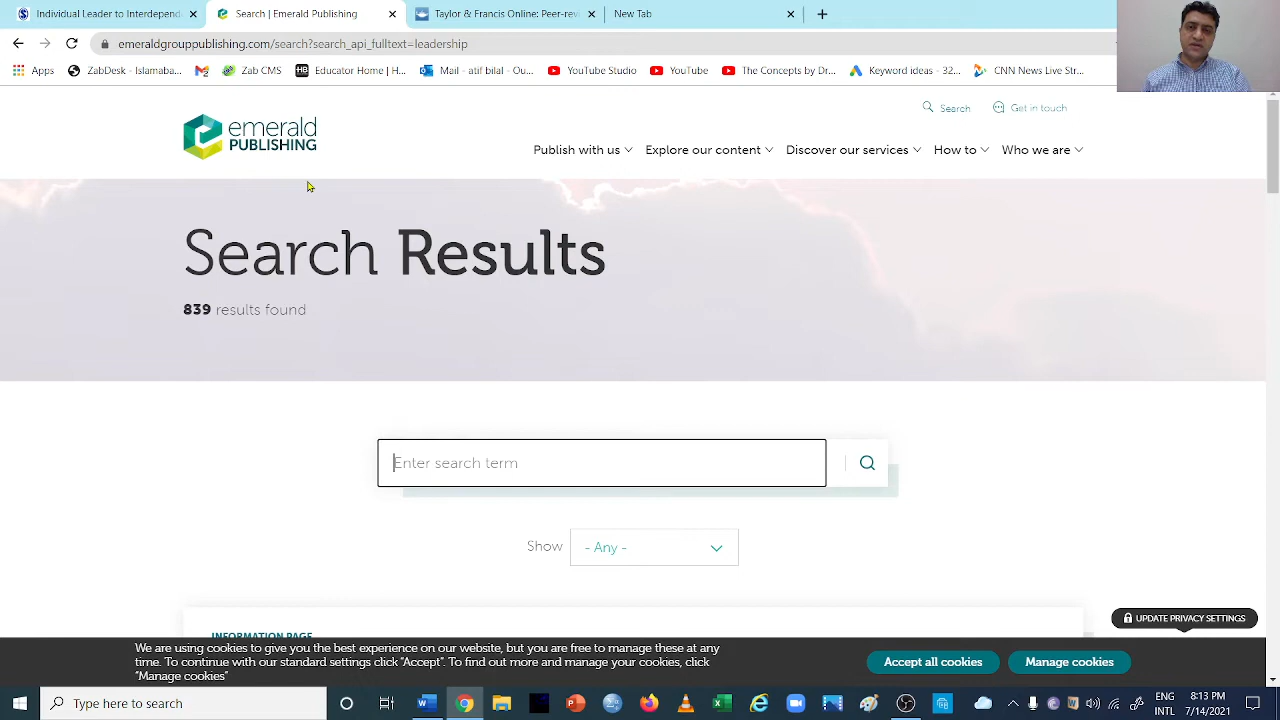 Individual Leader to Interdepend
Search | Emerald Publishing
Taylor & Francis Online: Peer-rev
New Tab
emeraldgrouppublishing.com/search?search_api_fulltext=leadership
Apps
ZabDesk - Islamaba...
Zab CMS
Educator Home | H...
Mail - atif bilal - Ou...
YouTube Studio
YouTube
The Concepts by Dr...
Keyword ideas - 32...
CNN News Live Str...
Search
Get in touch
emerald
PUBLISHING
Publish with us
Explore our content
Discover our services
How to
Who we are
Search Results
839 results found
Enter search term
Show
- Any -
INFORMATION PAGE
UPDATE PRIVACY SETTINGS
We are using cookies to give you the best experience on our website, but you are free to manage these at any
time. To continue with our standard settings click "Accept". To find out more and manage your cookies, click
"Manage cookies"
Accept all cookies
Manage cookies
Type here to search
ENG
INTL
8:13 PM
7/14/2021